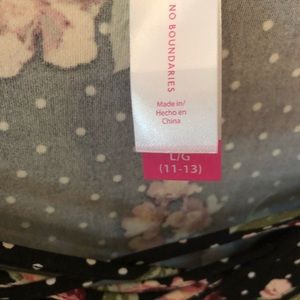 NO BOUNDARIES
Made in/
Hecho en
China
L/G
(11-13)